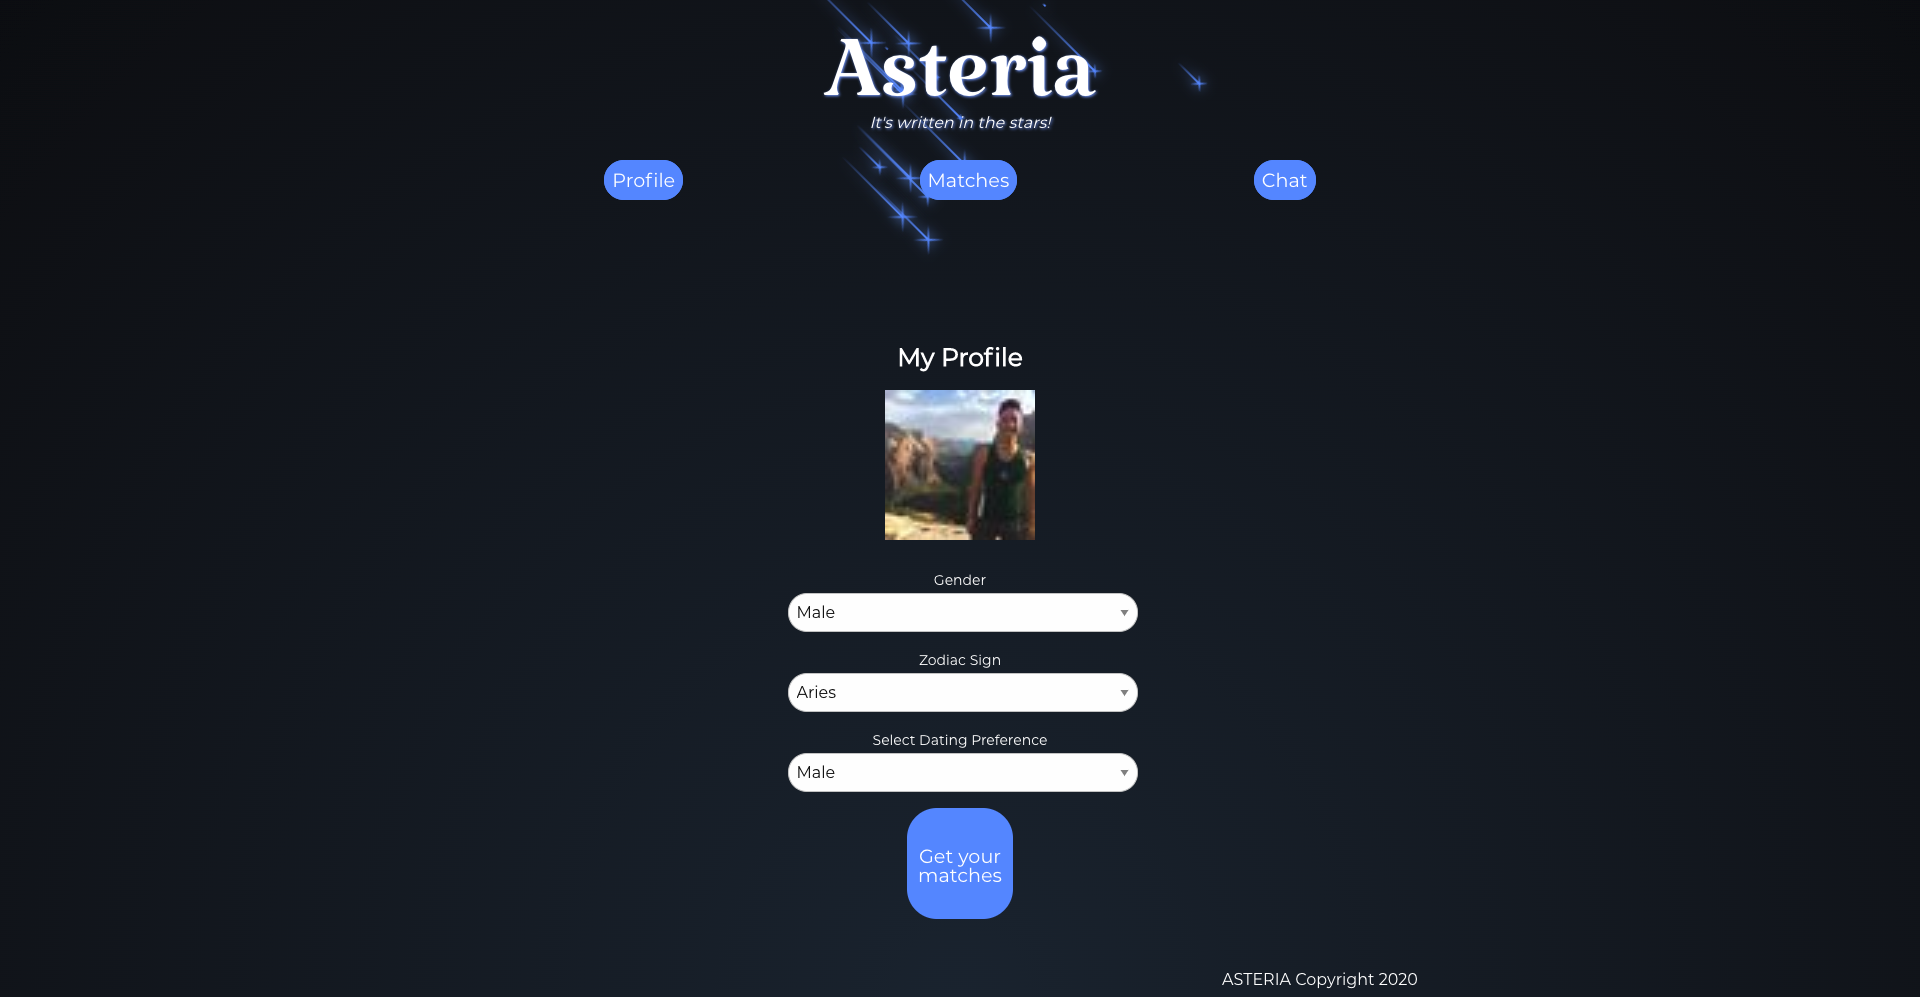 Asteria
It's written in the stars!
Profile
Matches
Chat
My Profile
Gender
Male
Zodiac Sign
Aries
Select Dating Preference
Male
Get your
matches
ASTERIA Copyright 2020